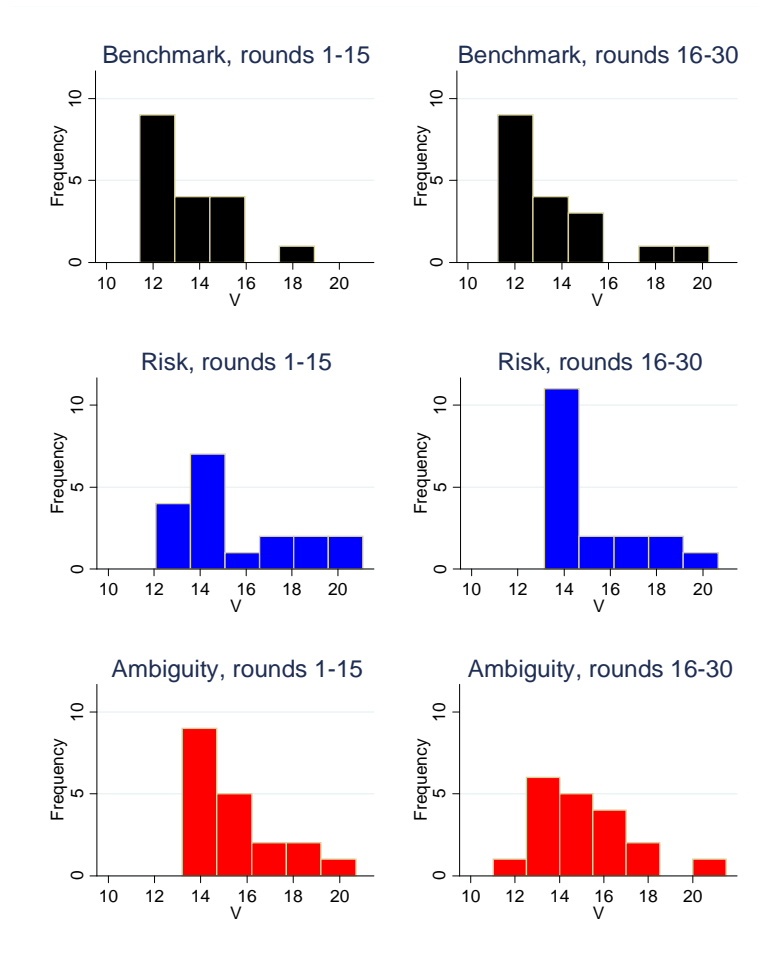 Benchmark, rounds 1-15
Frequency
0 5 10
10 12 14 16 18 20
V
Benchmark, rounds 16-30
Frequency
0 5 10
10 12 14 16 18 20
V
Risk, rounds 1-15
Frequency
0 5 10
10 12 14 16 18 20
V
Risk, rounds 16-30
Frequency
0 5 10
10 12 14 16 18 20
V
Ambiguity, rounds 1-15
Frequency
0 5 10
10 12 14 16 18 20
V
Ambiguity, rounds 16-30
Frequency
0 5 10
10 12 14 16 18 20
V